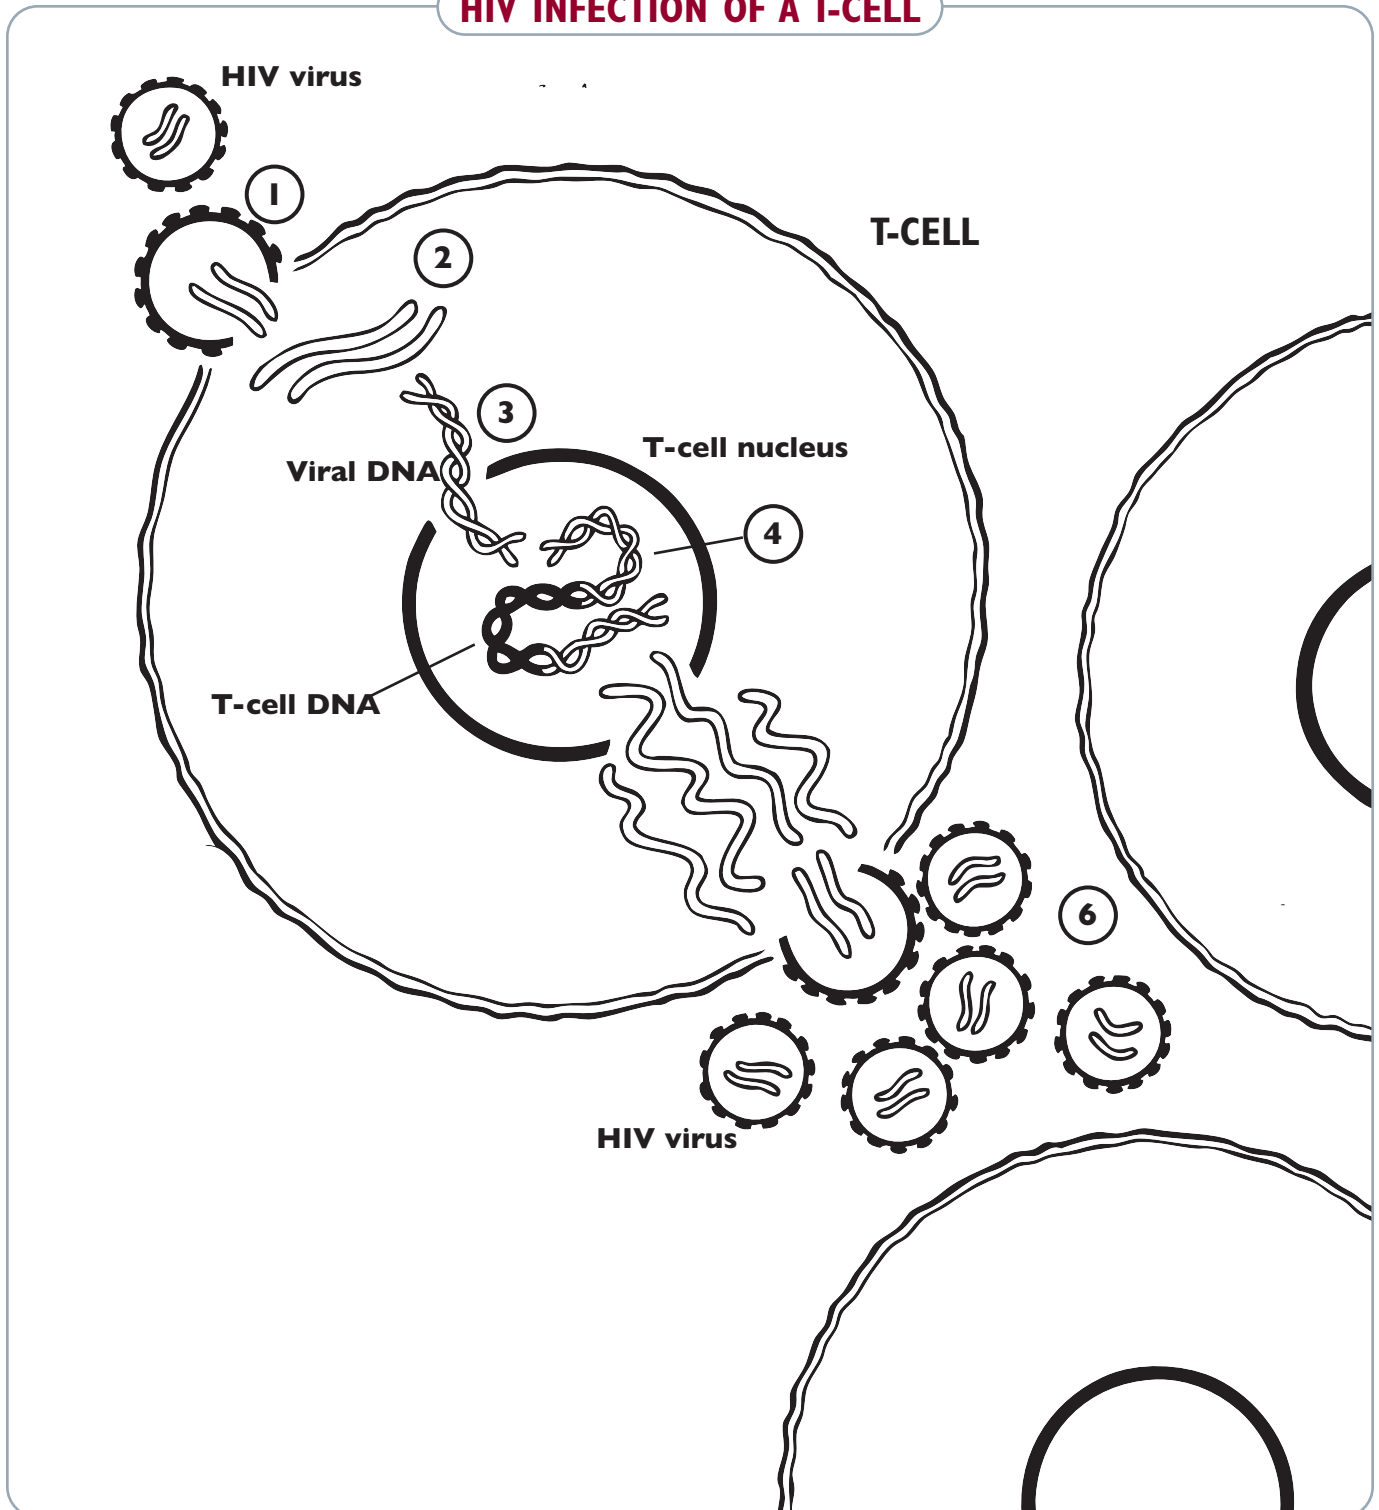 HIV INFECTION OF A T-CELL
HIV virus
1
2
T-CELL
3
T-cell nucleus
Viral DNA
4
T-cell DNA
6
HIV virus